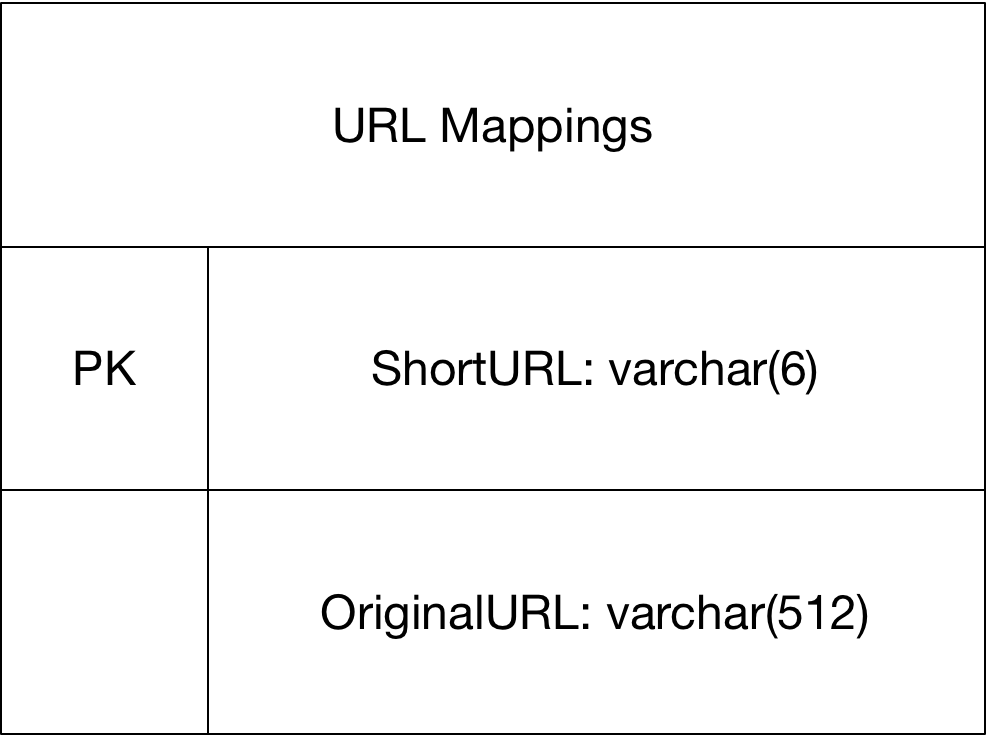 URL Mappings
PK
ShortURL: varchar(6)
OriginalURL: varchar(512)